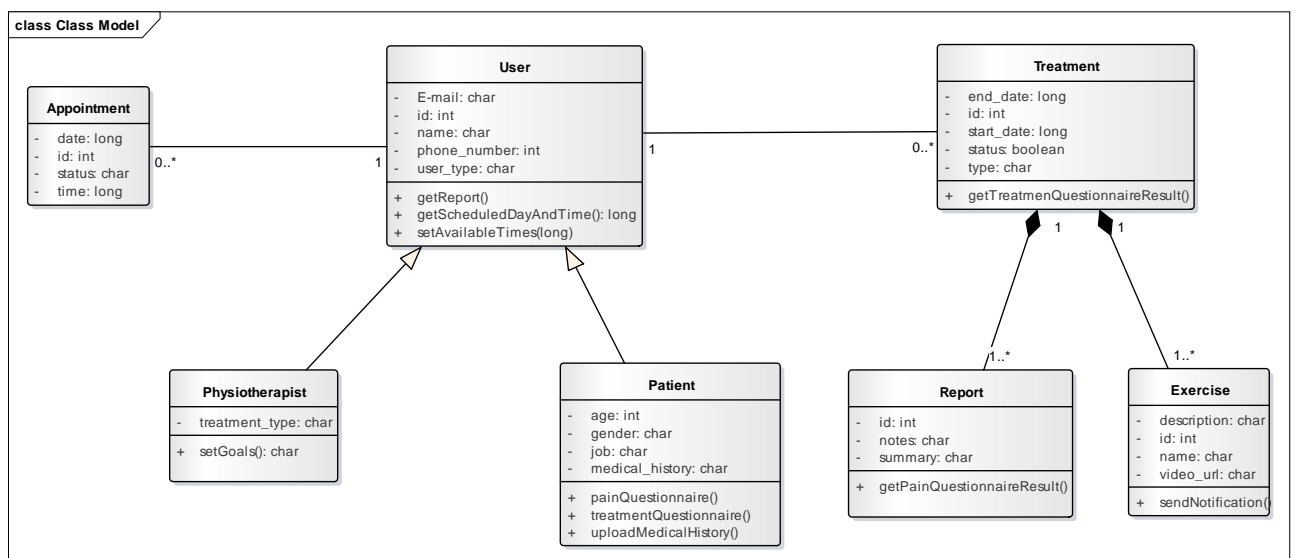 class Class Model
Appointment
- date: long
- id: int
- status: char
- time: long
0..*
1
User
- E-mail: char
- id: int
- name: char
- phone_number: int
- user_type: char
+ getReport()
+ getScheduledDayAndTime(): long
+ setAvailableTimes(long)
1
0..*
Treatment
- end_date: long
- id: int
- start_date: long
- status: boolean
- type: char
+ getTreatmenQuestionnaireResult()
1
1
1..*
1..*
Physiotherapist
- treatment_type: char
+ setGoals(): char
Patient
- age: int
- gender: char
- job: char
- medical_history: char
+ painQuestionnaire()
+ treatmentQuestionnaire()
+ uploadMedicalHistory()
Report
- id: int
- notes: char
- summary: char
+ getPainQuestionnaireResult()
Exercise
- description: char
- id: int
- name: char
- video_url: char
+ sendNotification()